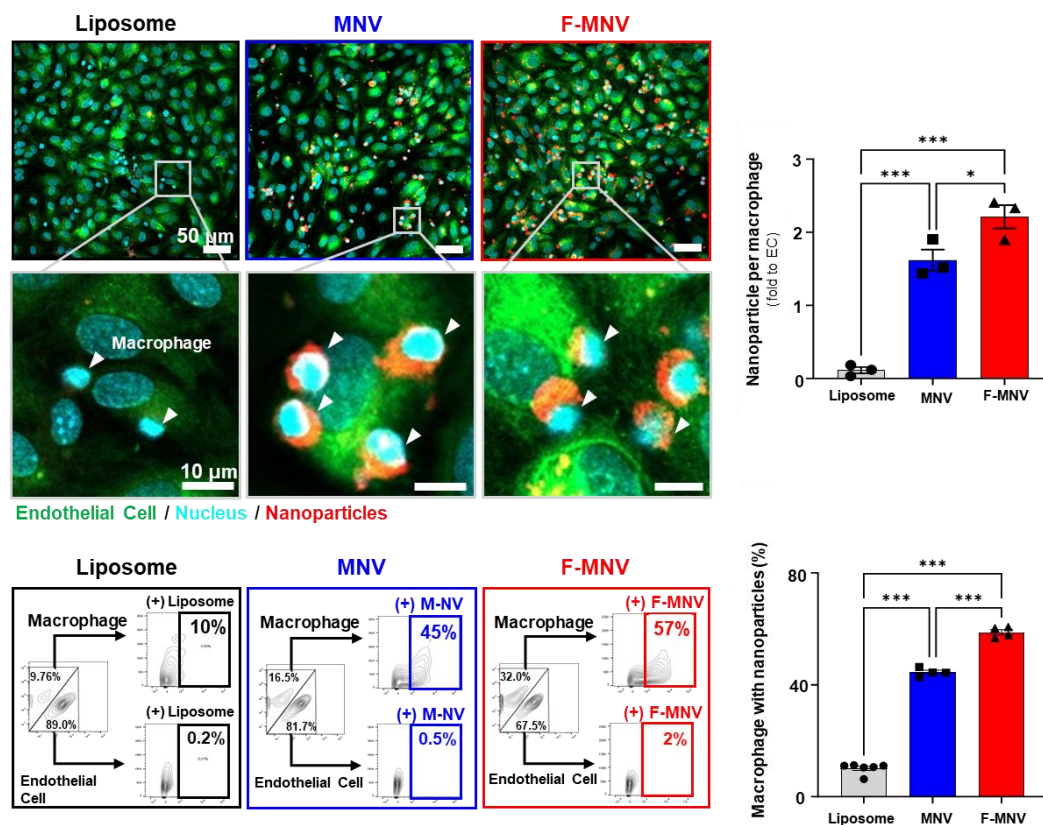 Liposome
MNV
F-MNV
50 μm
Macrophage
10 μm
Endothelial Cell / Nucleus / Nanoparticles
Nanoparticle per macrophage
(fold to EC)
3
2
1
0
***
***
*
Liposome
MNV
F-MNV
Liposome
MNV
F-MNV
Macrophage
(+) Liposome
10%
9.76%
89.0%
(+) Liposome
0.2%
Endothelial
Cell
Macrophage
(+) M-NV
45%
16.5%
81.7%
(+) M-NV
0.5%
Endothelial Cell
Macrophage
(+) F-MNV
57%
32.0%
67.5%
(+) F-MNV
2%
Endothelial Cell
Macrophage with nanoparticles (%)
80
40
0
***
***
***
Liposome
MNV
F-MNV